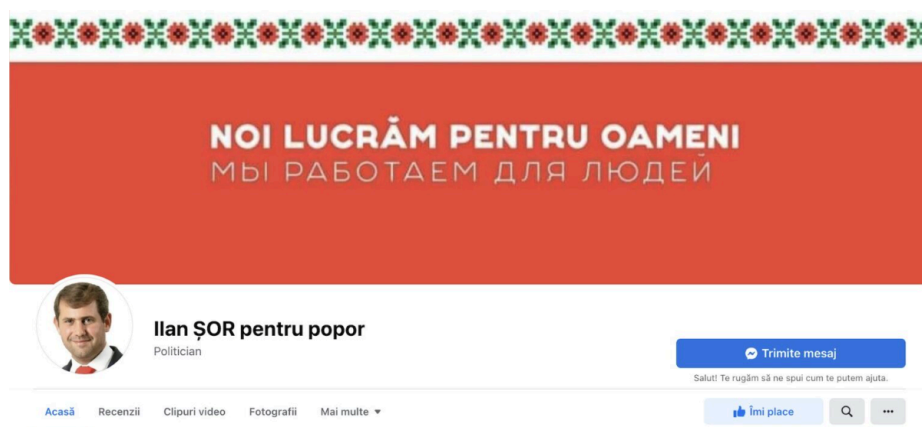 NOI LUCRĂM PENTRU OAMENI
МЫ РАБОТАЕМ ДЛЯ ЛЮДЕЙ
Ilan ȘOR pentru popor
Politician
Trimite mesaj
Salut! Te rugăm să ne spui cum te putem ajuta.
Acasă Recenzii Clipuri video Fotografii Mai multe ▼ Îmi place